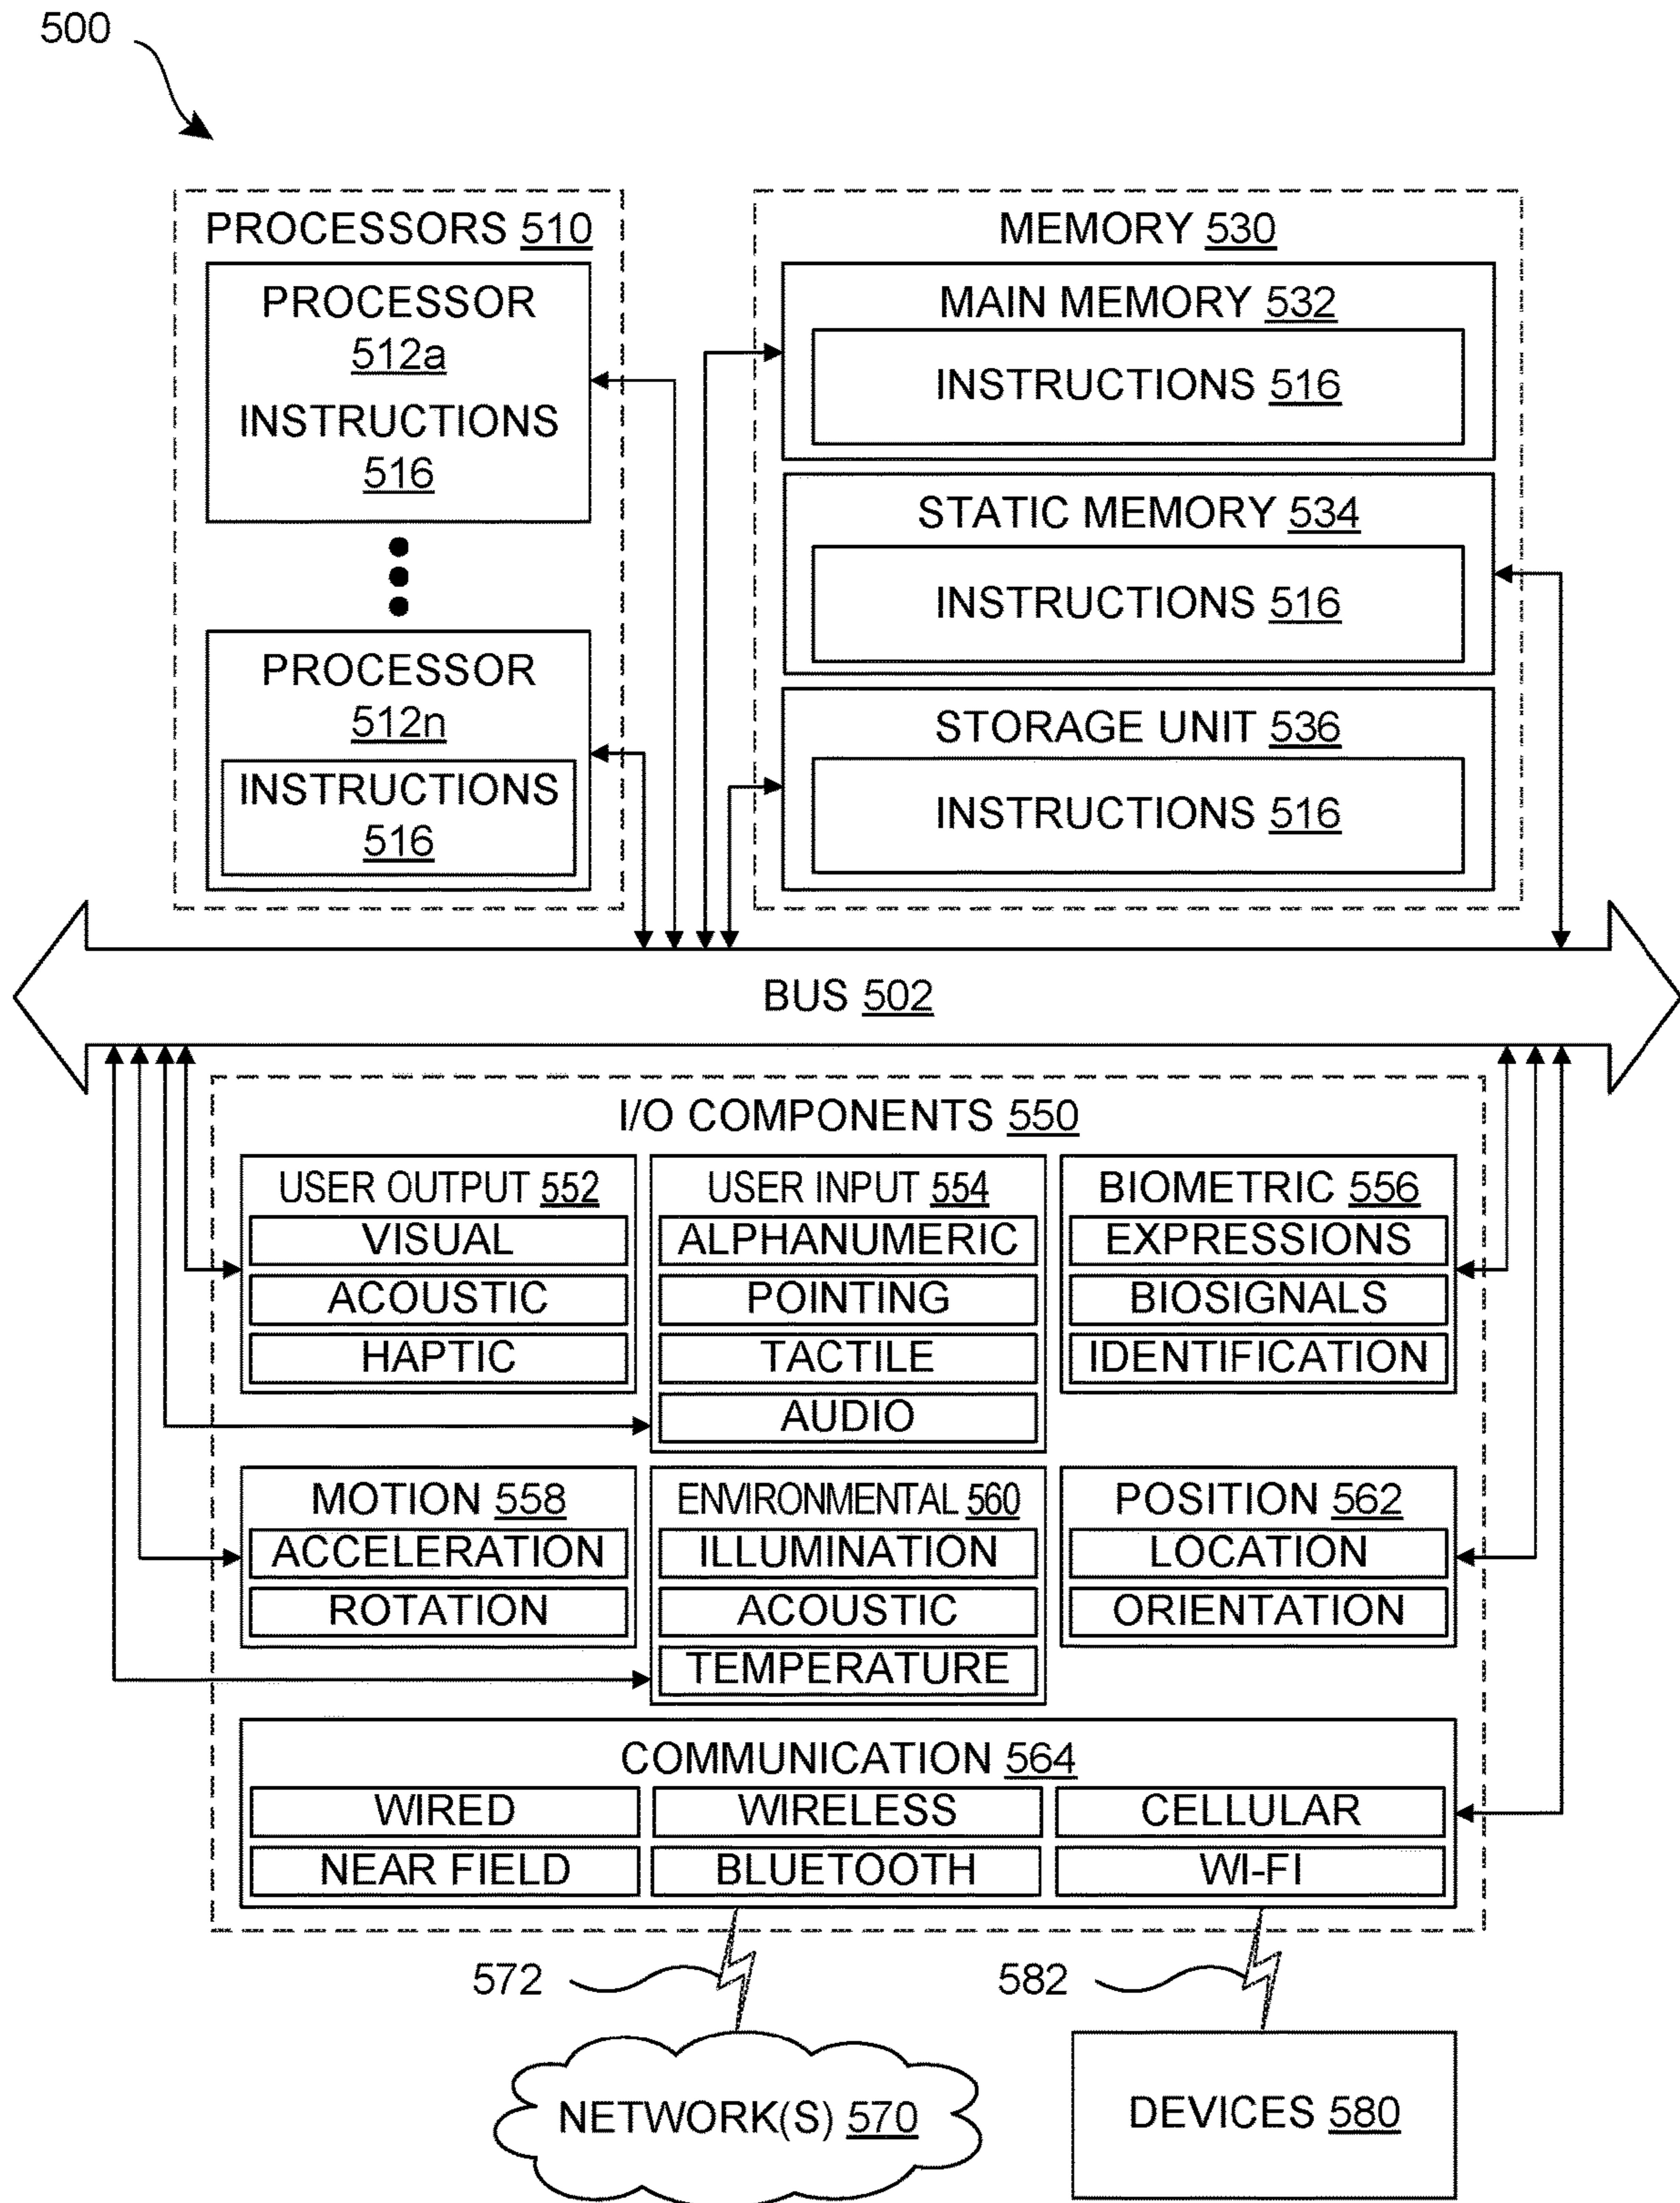 500
PROCESSORS 510
PROCESSOR
512a
INSTRUCTIONS
516
PROCESSOR
512n
INSTRUCTIONS
516
MEMORY 530
MAIN MEMORY 532
INSTRUCTIONS 516
STATIC MEMORY 534
INSTRUCTIONS 516
STORAGE UNIT 536
INSTRUCTIONS 516
BUS 502
I/O COMPONENTS 550
USER OUTPUT 552
VISUAL
ACOUSTIC
HAPTIC
USER INPUT 554
ALPHANUMERIC
POINTING
TACTILE
AUDIO
BIOMETRIC 556
EXPRESSIONS
BIOSIGNALS
IDENTIFICATION
MOTION 558
ACCELERATION
ROTATION
ENVIRONMENTAL 560
ILLUMINATION
ACOUSTIC
TEMPERATURE
POSITION 562
LOCATION
ORIENTATION
COMMUNICATION 564
WIRED
WIRELESS
CELLULAR
NEAR FIELD
BLUETOOTH
WI-FI
572
582
NETWORK(S) 570
DEVICES 580